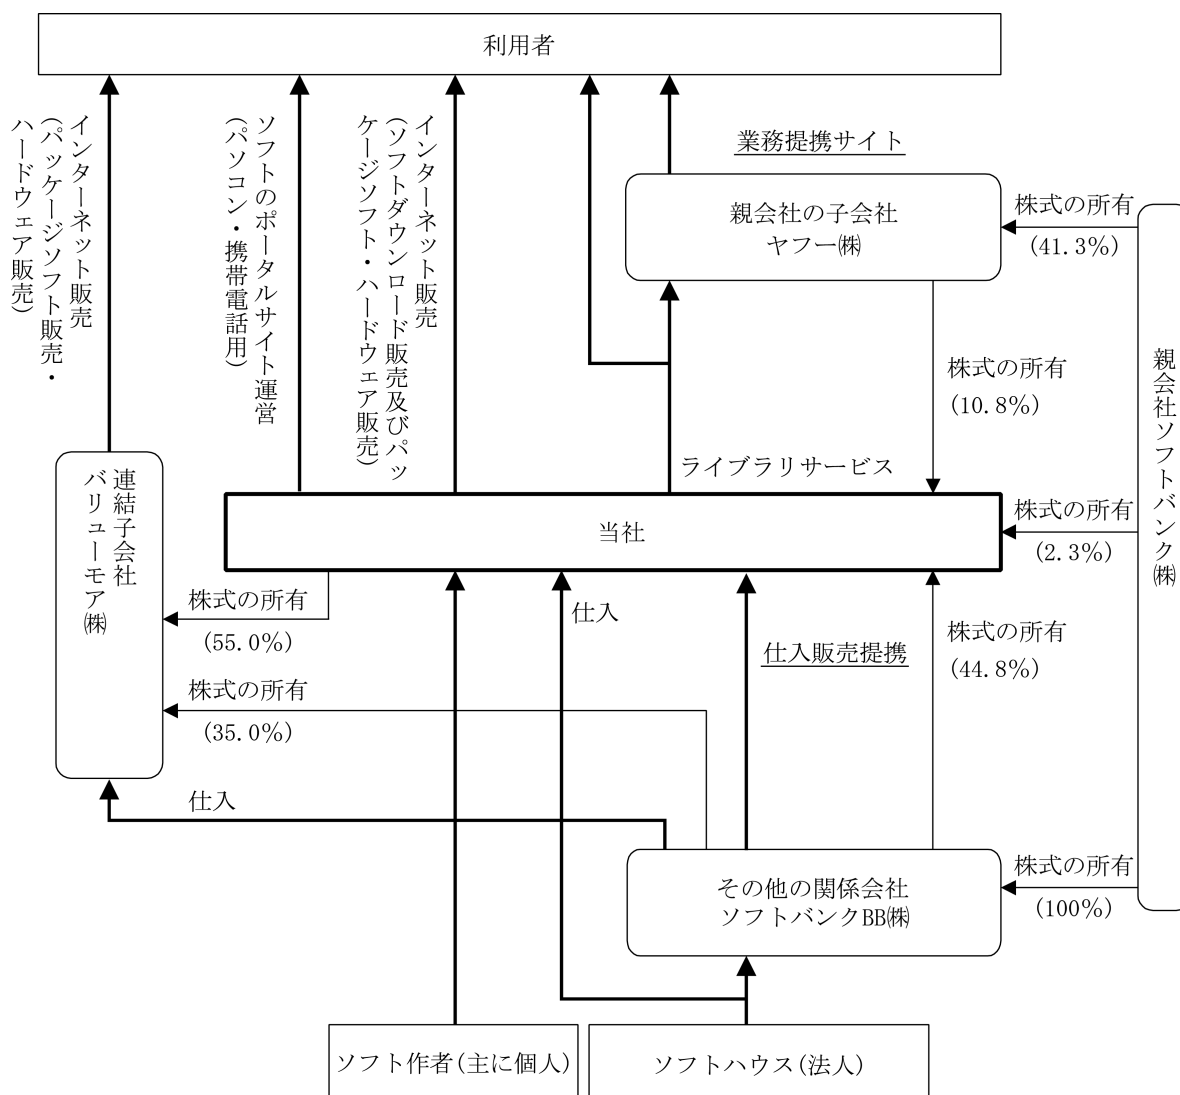 利用者
インターネット販売
(パッケージソフト販売・
ハードウェア販売)
ソフトのポータルサイト運営
(パソコン・携帯電話用)
インターネット販売
(ソフトダウンロード販売及びパッ
ケージソフト・ハードウェア販売)
業務提携サイト
親会社の子会社
ヤフー㈱
株式の所有
(41.3%)
親会社ソフトバンク㈱
株式の所有
(10.8%)
ライブラリサービス
連結子会社
バリューモア㈱
当社
株式の所有
(2.3%)
株式の所有
(55.0%)
仕入
仕入販売提携
株式の所有
(44.8%)
株式の所有
(35.0%)
仕入
その他の関係会社
ソフトバンクBB㈱
株式の所有
(100%)
ソフト作者(主に個人)
ソフトハウス(法人)